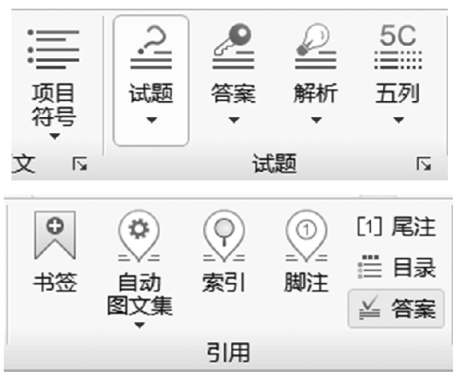 5C
项目
符号
试题
答案
解析
五列
文
试题
1
[1] 尾注
书签
自动
图文集
索引
脚注
目录
答案
引用